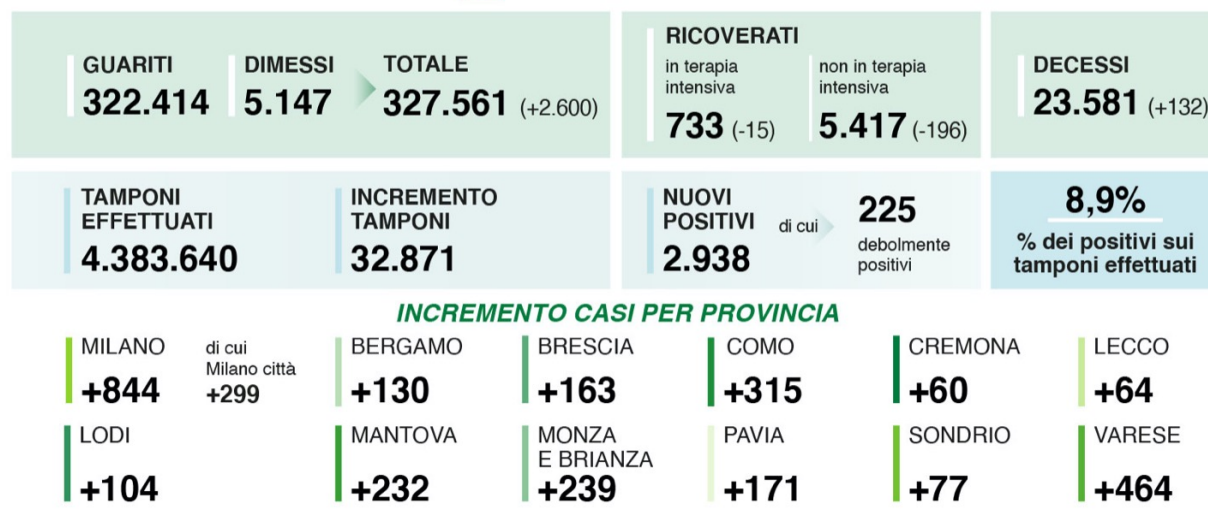 GUARITI
322.414
DIMESSI
5.147
TOTALE
327.561 (+2.600)
RICOVERATI
in terapia
intensiva
733 (-15)
non in terapia
intensiva
5.417 (-196)
DECESSI
23.581 (+132)
TAMPONI
EFFETTUATI
4.383.640
INCREMENTO
TAMPONI
32.871
NUOVI
POSITIVI
2.938
di cui
225
debolmente
positivi
8,9%
% dei positivi sui
tamponi effettuati
INCREMENTO CASI PER PROVINCIA
MILANO
+844
di cui
Milano città
+299
BERGAMO
+130
BRESCIA
+163
COMO
+315
CREMONA
+60
LECCO
+64
LODI
+104
MANTOVA
+232
MONZA
E BRIANZA
+239
PAVIA
+171
SONDRIO
+77
VARESE
+464